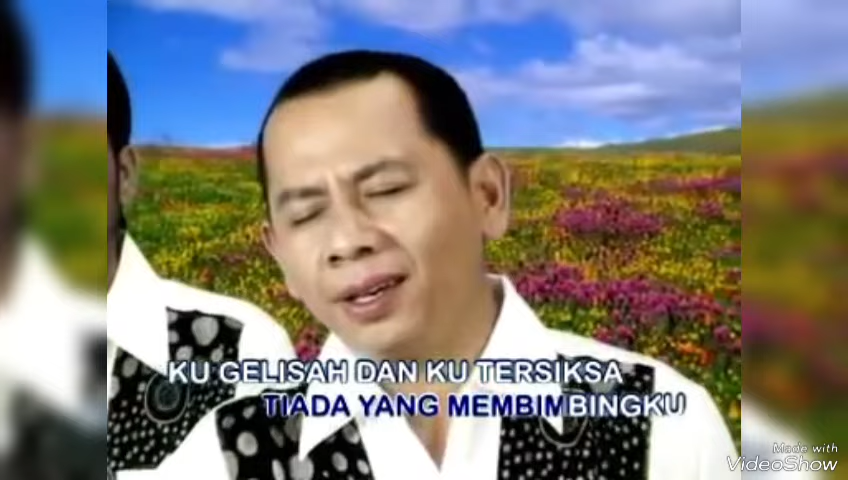 KU GELISAH DAN KU TERSIKSA
TIADA YANG MEMBIMBINGKU
Made with
VideoShow